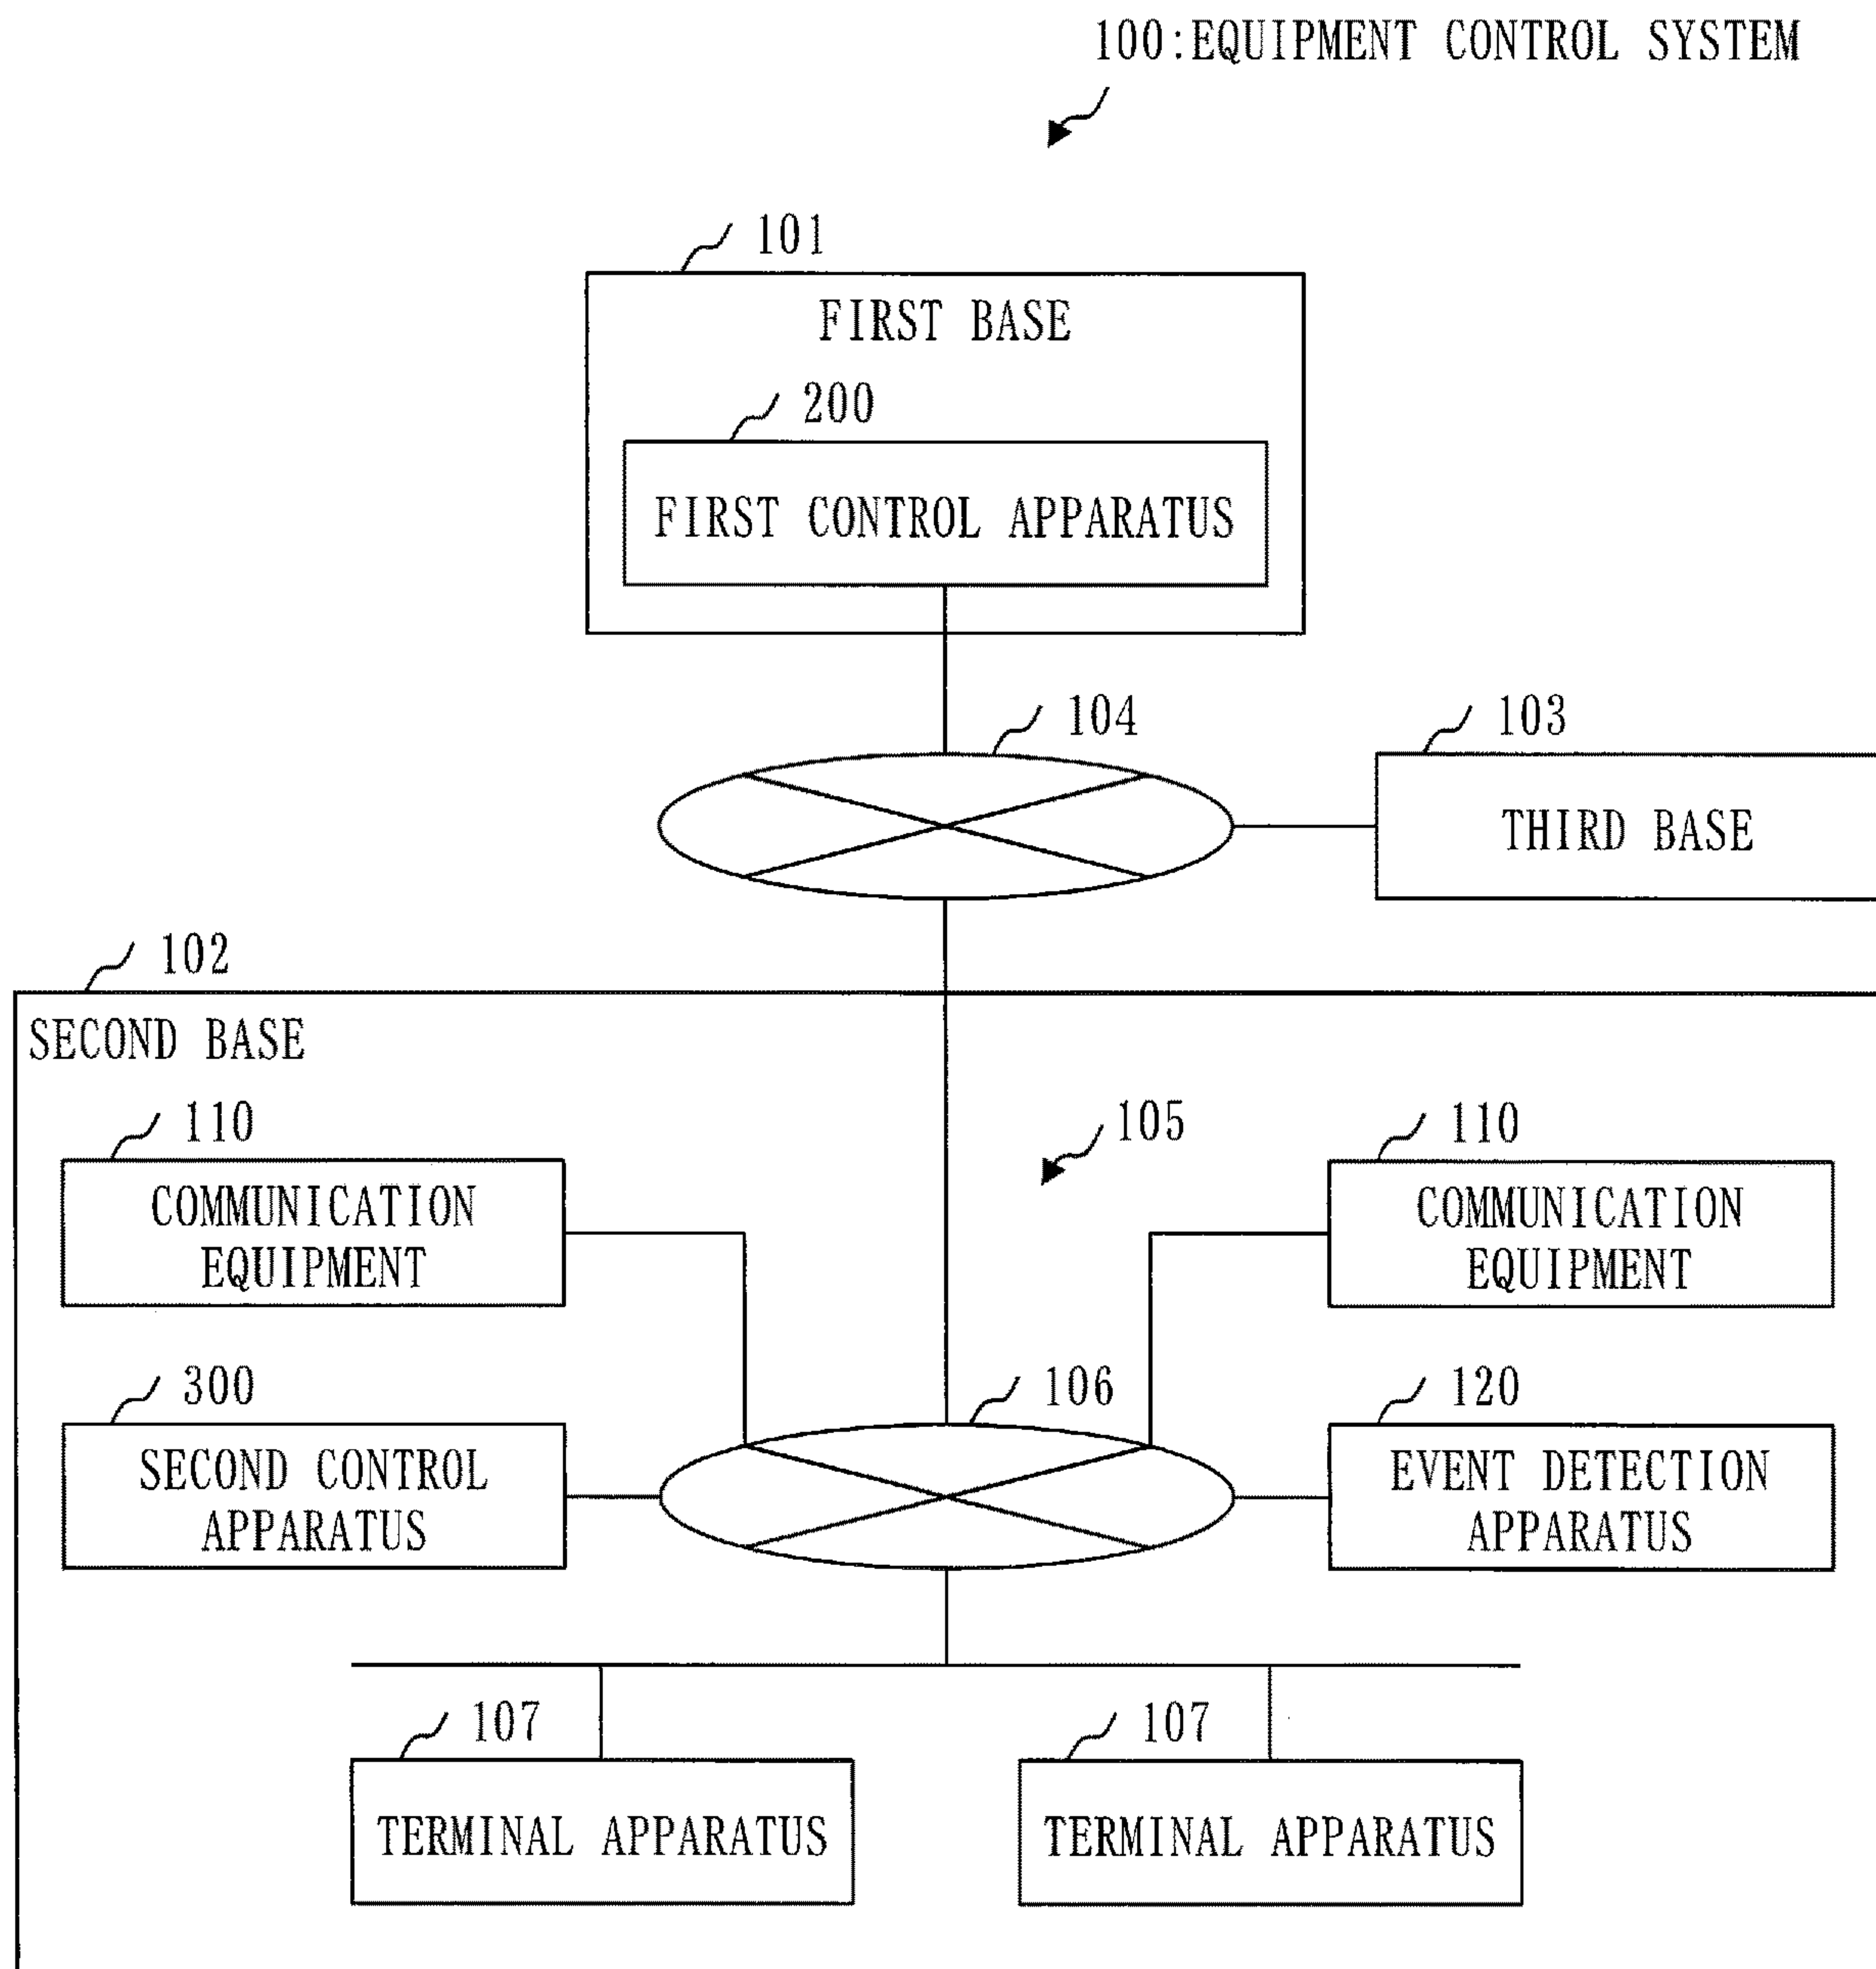 100:EQUIPMENT CONTROL SYSTEM
101
FIRST BASE
200
FIRST CONTROL APPARATUS
104
103
THIRD BASE
102
SECOND BASE
110
COMMUNICATION
EQUIPMENT
105
110
COMMUNICATION
EQUIPMENT
300
SECOND CONTROL
APPARATUS
106
120
EVENT DETECTION
APPARATUS
107
TERMINAL APPARATUS
107
TERMINAL APPARATUS